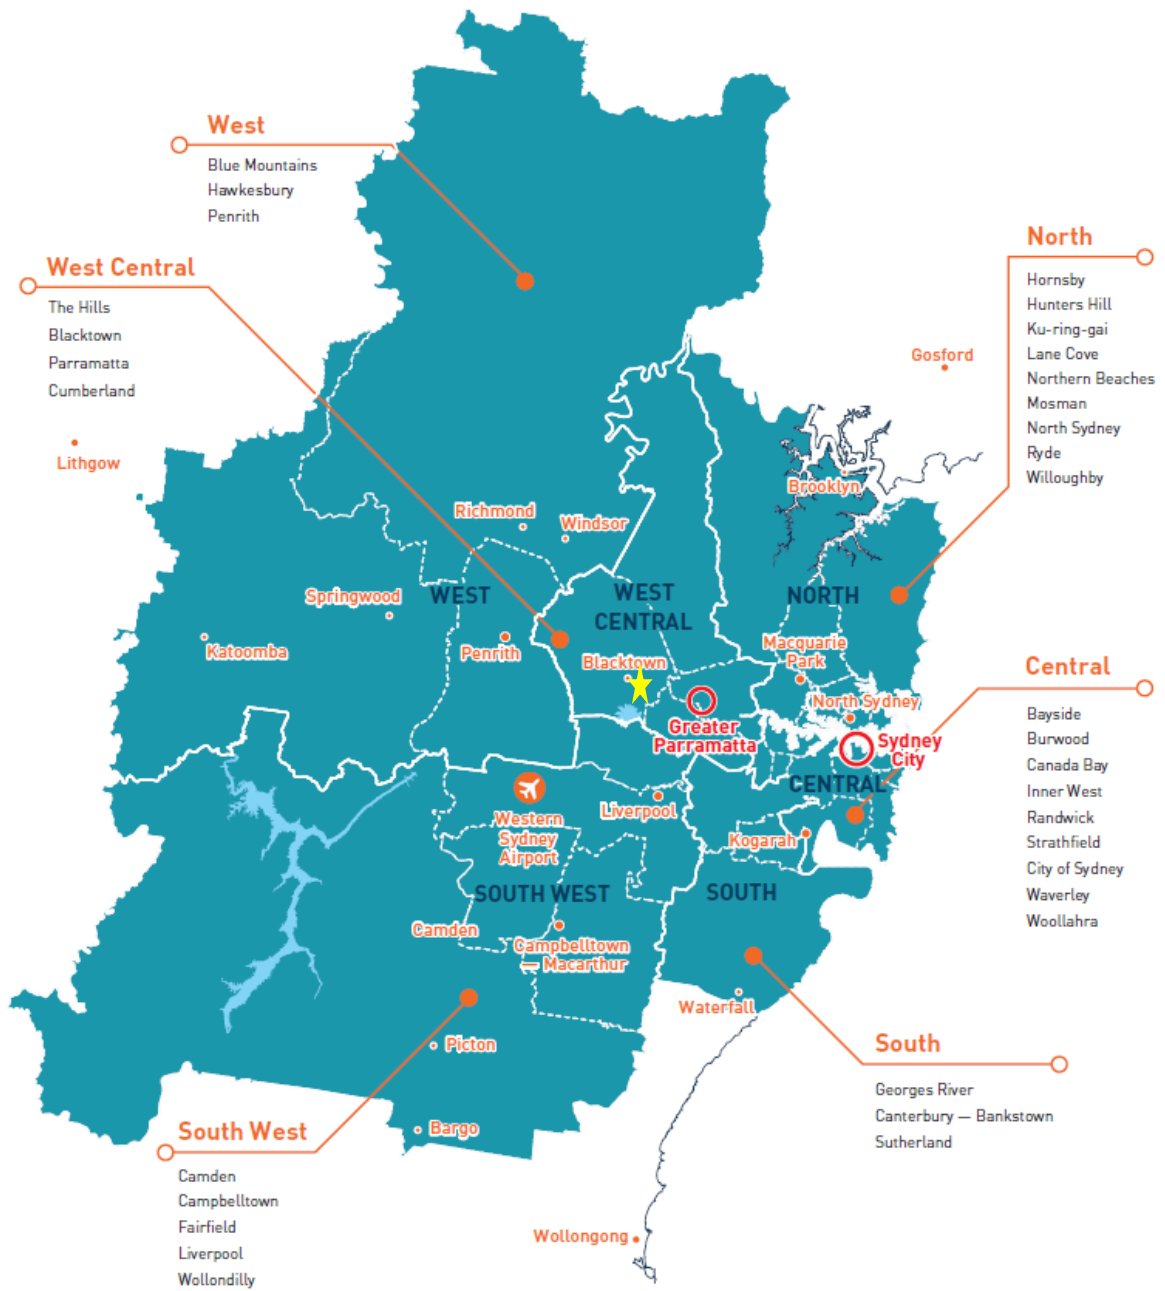 West
Blue Mountains
Hawkesbury
Penrith
West Central
The Hills
Blacktown
Parramatta
Cumberland
North
Hornsby
Hunters Hill
Ku-ring-gai
Lane Cove
Northern Beaches
Mosman
North Sydney
Ryde
Willoughby
Gosford
Lithgow
Brooklyn
Richmond
Windsor
Springwood
WEST
WEST
CENTRAL
NORTH
Katoomba
Penrith
Blacktown
Macquarie
Park
North Sydney
Greater
Parramatta
Sydney
City
CENTRAL
Central
Bayside
Burwood
Canada Bay
Inner West
Randwick
Strathfield
City of Sydney
Waverley
Woollahra
Western
Sydney
Airport
Liverpool
Kogarah
SOUTH WEST
SOUTH
Camden
Campbelltown
— Macarthur
Waterfall
Picton
Bargo
South
Georges River
Canterbury — Bankstown
Sutherland
South West
Camden
Campbelltown
Fairfield
Liverpool
Wollondilly
Wollongong